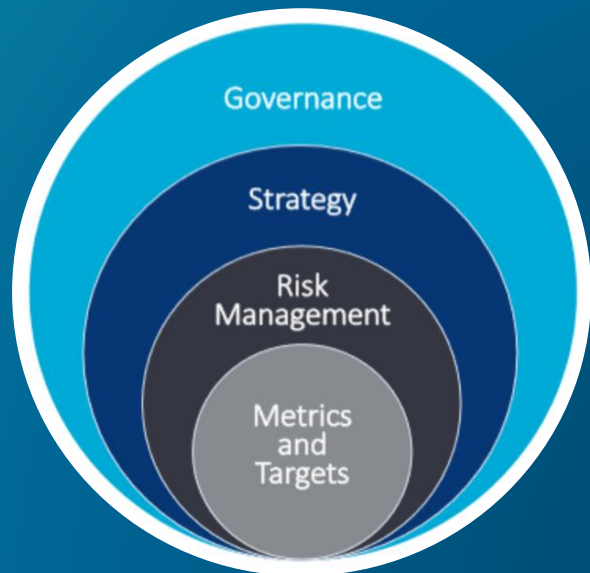 Governance
Strategy
Risk
Management
Metrics
and
Targets